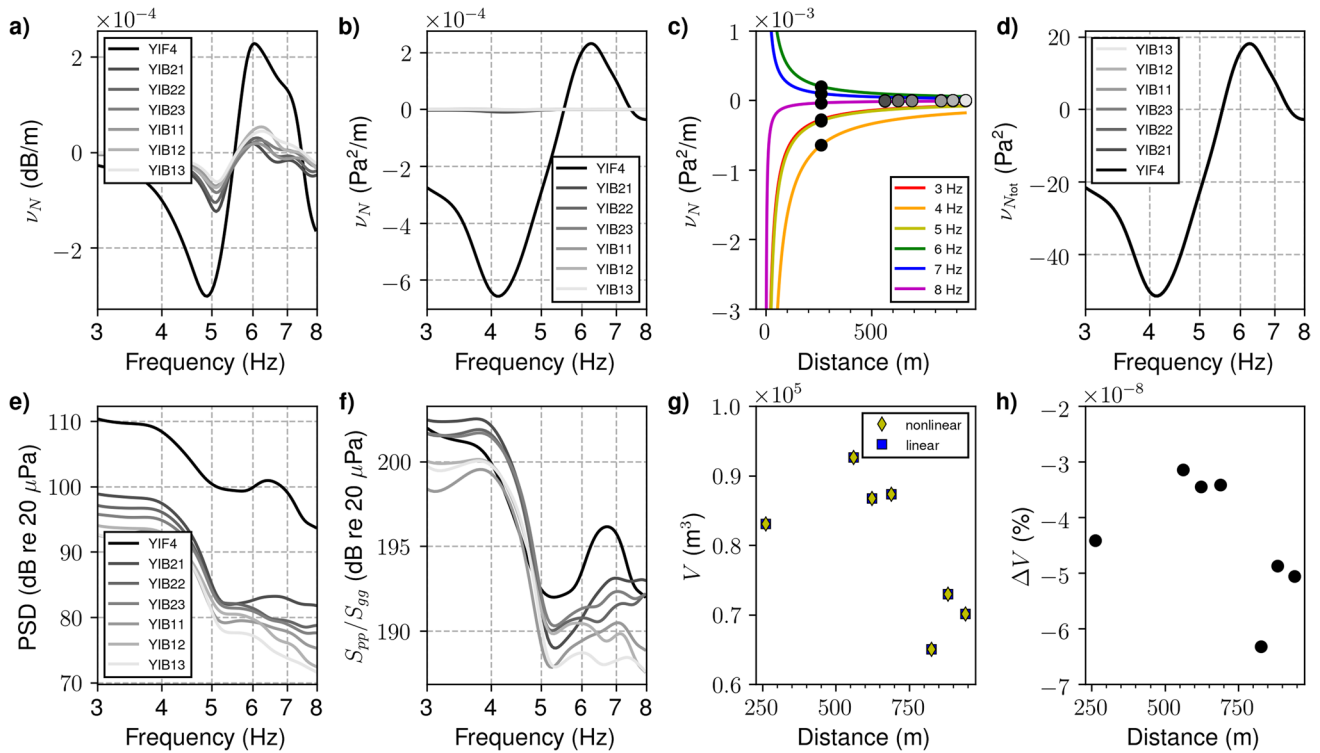 a)
×10⁻⁴
ν_N (dB/m)
2
0
−2
YIF4
YIB21
YIB22
YIB23
YIB11
YIB12
YIB13
3 4 5 6 7 8
Frequency (Hz)
b)
×10⁻⁴
ν_N (Pa²/m)
2
0
−2
−4
−6
YIF4
YIB21
YIB22
YIB23
YIB11
YIB12
YIB13
3 4 5 6 7 8
Frequency (Hz)
c)
×10⁻³
ν_N (Pa²/m)
1
0
−1
−2
−3
3 Hz
4 Hz
5 Hz
6 Hz
7 Hz
8 Hz
0 500
Distance (m)
d)
ν_N_tot (Pa²)
20
0
−20
−40
YIB13
YIB12
YIB11
YIB23
YIB22
YIB21
YIF4
3 4 5 6 7 8
Frequency (Hz)
e)
PSD
(dB re 20 μPa)
110
100
90
80
70
YIF4
YIB21
YIB22
YIB23
YIB11
YIB12
YIB13
3 4 5 6 7 8
Frequency (Hz)
f)
S_pp/S_gg (dB re 20 μPa)
200
195
190
3 4 5 6 7 8
Frequency (Hz)
g)
×10⁵
V (m³)
1.0
0.9
0.8
0.7
0.6
nonlinear
linear
250 500 750
Distance (m)
h)
×10⁻⁸
ΔV (%)
−2
−3
−4
−5
−6
−7
250 500 750
Distance (m)